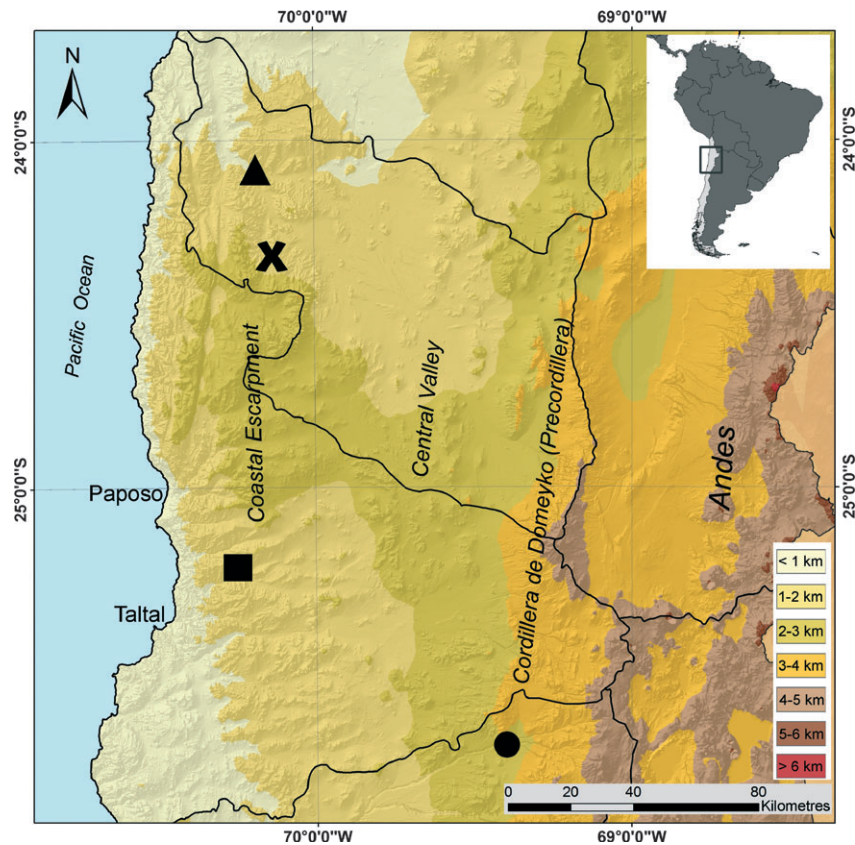 70°0'0"W 69°0'0"W
N
24°0'0"S 24°0'0"S
Pacific Ocean
Coastal Escarpment
Central Valley
Cordillera de Domeyko (Precordillera)
Andes
25°0'0"S 25°0'0"S
Paposo
Taltal
< 1 km
1-2 km
2-3 km
3-4 km
4-5 km
5-6 km
> 6 km
0 20 40 60 80
Kilometres
70°0'0"W 69°0'0"W